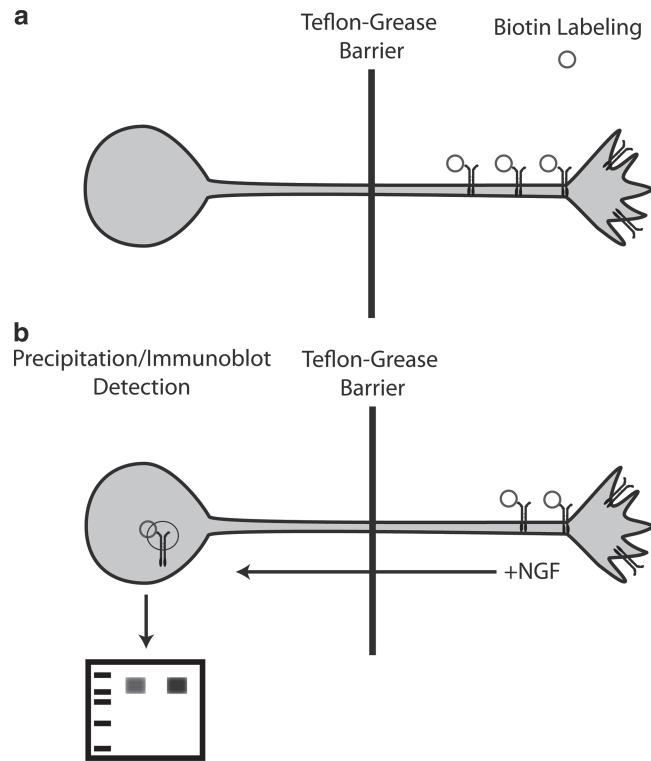 a
Teflon-Grease
Barrier
Biotin Labeling
b
Precipitation/Immunoblot
Detection
Teflon-Grease
Barrier
+NGF